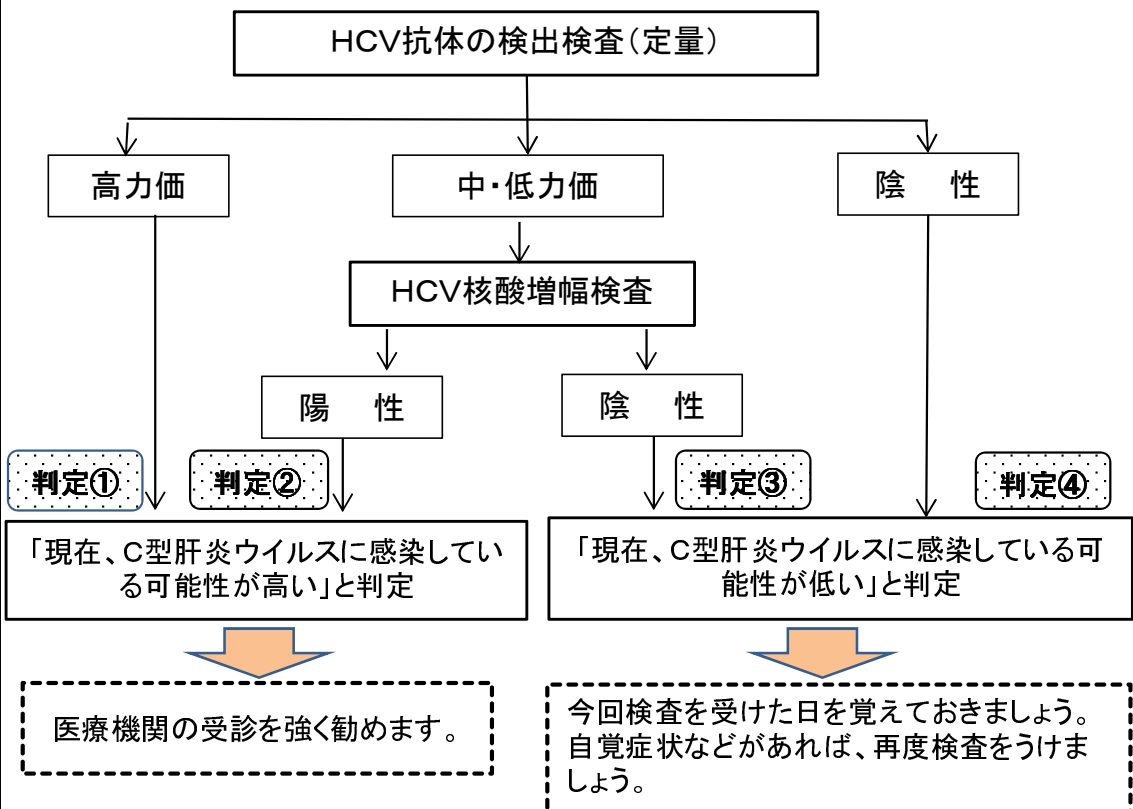 HCV抗体の検出検査（定量）
高力価
中・低力価
陰　性
HCV核酸増幅検査
陽　性
陰　性
判定①
判定②
判定③
判定④
「現在、C型肝炎ウイルスに感染してい
る可能性が高い」と判定
「現在、C型肝炎ウイルスに感染している可
能性が低い」と判定
医療機関の受診を強く勧めます。
今回検査を受けた日を覚えておきましょう。
自覚症状などがあれば、再度検査をうけま
しょう。